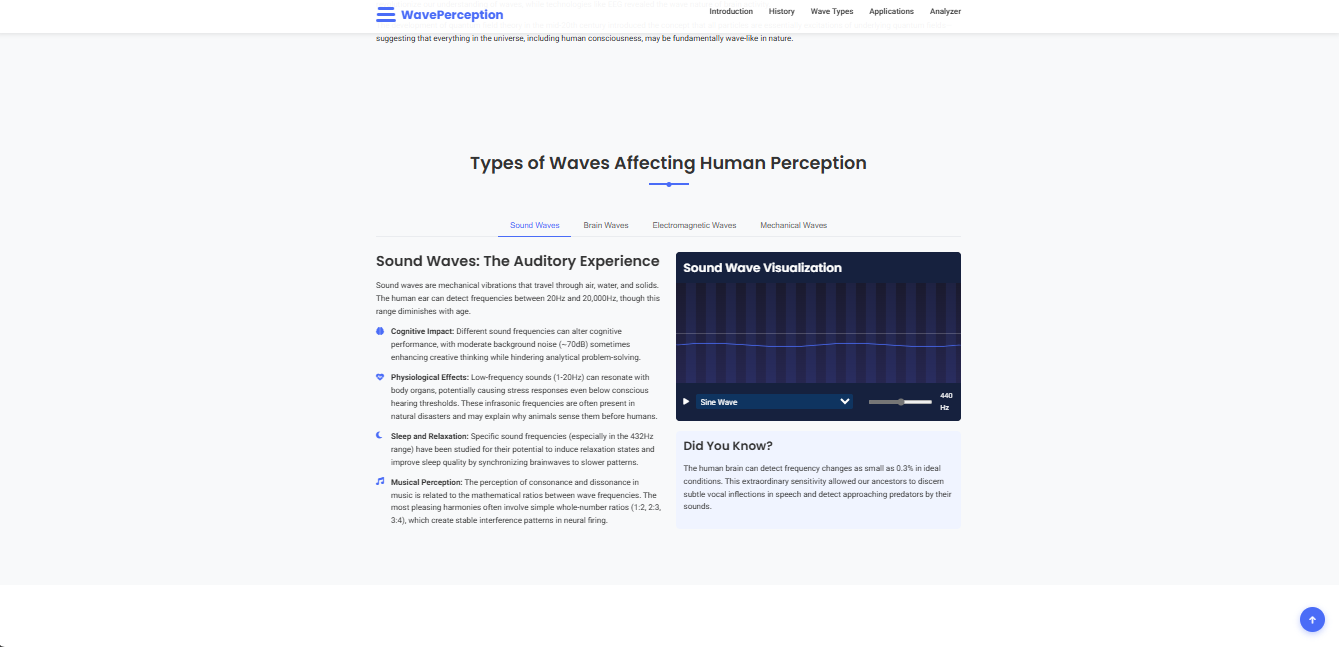 WavePerception
Introduction
History
Wave Types
Applications
Analyzer
suggesting that everything in the universe, including human consciousness, may be fundamentally wave-like in nature.
Types of Waves Affecting Human Perception
Sound Waves
Brain Waves
Electromagnetic Waves
Mechanical Waves
Sound Waves: The Auditory Experience
Sound waves are mechanical vibrations that travel through air, water, and solids.
The human ear can detect frequencies between 20Hz and 20,000Hz, though this
range diminishes with age.
Cognitive Impact: Different sound frequencies can alter cognitive
performance, with moderate background noise (~70dB) sometimes
enhancing creative thinking while hindering analytical problem-solving.
Physiological Effects: Low-frequency sounds (1-20Hz) can resonate with
body organs, potentially causing stress responses even below conscious
hearing thresholds. These infrasonic frequencies are often present in
natural disasters and may explain why animals sense them before humans.
Sleep and Relaxation: Specific sound frequencies (especially in the 432Hz
range) have been studied for their potential to induce relaxation states and
improve sleep quality by synchronizing brainwaves to slower patterns.
Musical Perception: The perception of consonance and dissonance in
music is related to the mathematical ratios between wave frequencies. The
most pleasing harmonies often involve simple whole-number ratios (1:2, 2:3,
3:4), which create stable interference patterns in neural firing.
Sound Wave Visualization
Sine Wave
440
Hz
Did You Know?
The human brain can detect frequency changes as small as 0.3% in ideal
conditions. This extraordinary sensitivity allowed our ancestors to discern
subtle vocal inflections in speech and detect approaching predators by their
sounds.